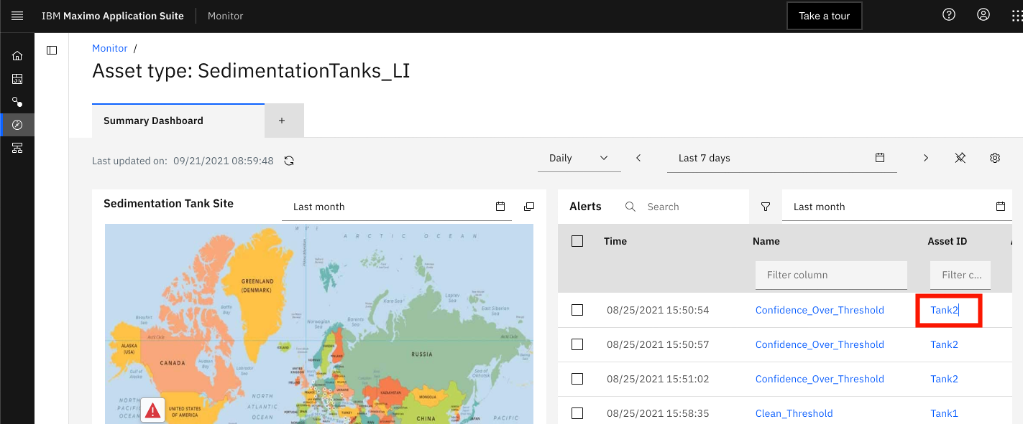 IBM Maximo Application Suite | Monitor
Take a tour
Monitor /
Asset type: SedimentationTanks_LI
Summary Dashboard
+
Last updated on: 09/21/2021 08:59:48
Daily
Last 7 days
Sedimentation Tank Site
Last month
Alerts
Search
Last month
Time Name Asset ID
Filter column Filter c...
08/25/2021 15:50:54 Confidence_Over_Threshold Tank2
08/25/2021 15:50:57 Confidence_Over_Threshold Tank2
08/25/2021 15:51:02 Confidence_Over_Threshold Tank2
08/25/2021 15:58:35 Clean_Threshold Tank1
ARCTIC OCEAN
GREENLAND
(DENMARK)
ALASKA
(USA)
CANADA
RUSSIA
UNITED STATES
OF AMERICA
NORTH
ATLANTIC
OCEAN
KAZAKHSTAN
CHINA
NORTH
PACIFIC